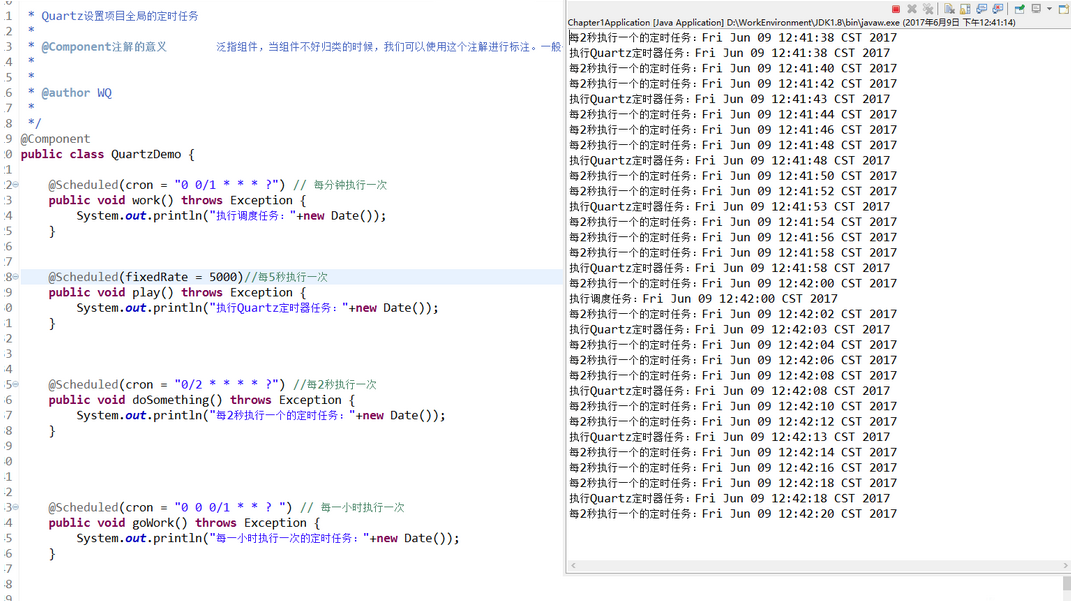 * Quartz设置项目全局的定时任务
*
* @Component注解的意义 泛指组件，当组件不好归类的时候，我们可以使用这个注解进行标注。一般
*
*
* @author WQ
*
*/
@Component
public class QuartzDemo {
@Scheduled(cron = "0 0/1 * * * ?") // 每分钟执行一次
public void work() throws Exception {
System.out.println("执行调度任务："+new Date());
}
@Scheduled(fixedRate = 5000)//每5秒执行一次
public void play() throws Exception {
System.out.println("执行Quartz定时器任务："+new Date());
}
@Scheduled(cron = "0/2 * * * * ?") //每2秒执行一次
public void doSomething() throws Exception {
System.out.println("每2秒执行一个的定时任务："+new Date());
}
@Scheduled(cron = "0 0 0/1 * * ? ") // 每一小时执行一次
public void goWork() throws Exception {
System.out.println("每一小时执行一次的定时任务："+new Date());
}
Chapter1Application [Java Application] D:\WorkEnvironment\JDK1.8\bin\javaw.exe (2017年6月9日 下午12:41:14)
每2秒执行一个的定时任务：Fri Jun 09 12:41:38 CST 2017
执行Quartz定时器任务：Fri Jun 09 12:41:38 CST 2017
每2秒执行一个的定时任务：Fri Jun 09 12:41:40 CST 2017
每2秒执行一个的定时任务：Fri Jun 09 12:41:42 CST 2017
执行Quartz定时器任务：Fri Jun 09 12:41:43 CST 2017
每2秒执行一个的定时任务：Fri Jun 09 12:41:44 CST 2017
每2秒执行一个的定时任务：Fri Jun 09 12:41:46 CST 2017
每2秒执行一个的定时任务：Fri Jun 09 12:41:48 CST 2017
执行Quartz定时器任务：Fri Jun 09 12:41:48 CST 2017
每2秒执行一个的定时任务：Fri Jun 09 12:41:50 CST 2017
每2秒执行一个的定时任务：Fri Jun 09 12:41:52 CST 2017
执行Quartz定时器任务：Fri Jun 09 12:41:53 CST 2017
每2秒执行一个的定时任务：Fri Jun 09 12:41:54 CST 2017
每2秒执行一个的定时任务：Fri Jun 09 12:41:56 CST 2017
每2秒执行一个的定时任务：Fri Jun 09 12:41:58 CST 2017
执行Quartz定时器任务：Fri Jun 09 12:41:58 CST 2017
每2秒执行一个的定时任务：Fri Jun 09 12:42:00 CST 2017
执行调度任务：Fri Jun 09 12:42:00 CST 2017
每2秒执行一个的定时任务：Fri Jun 09 12:42:02 CST 2017
执行Quartz定时器任务：Fri Jun 09 12:42:03 CST 2017
每2秒执行一个的定时任务：Fri Jun 09 12:42:04 CST 2017
每2秒执行一个的定时任务：Fri Jun 09 12:42:06 CST 2017
每2秒执行一个的定时任务：Fri Jun 09 12:42:08 CST 2017
执行Quartz定时器任务：Fri Jun 09 12:42:08 CST 2017
每2秒执行一个的定时任务：Fri Jun 09 12:42:10 CST 2017
每2秒执行一个的定时任务：Fri Jun 09 12:42:12 CST 2017
执行Quartz定时器任务：Fri Jun 09 12:42:13 CST 2017
每2秒执行一个的定时任务：Fri Jun 09 12:42:14 CST 2017
每2秒执行一个的定时任务：Fri Jun 09 12:42:16 CST 2017
每2秒执行一个的定时任务：Fri Jun 09 12:42:18 CST 2017
执行Quartz定时器任务：Fri Jun 09 12:42:18 CST 2017
每2秒执行一个的定时任务：Fri Jun 09 12:42:20 CST 2017